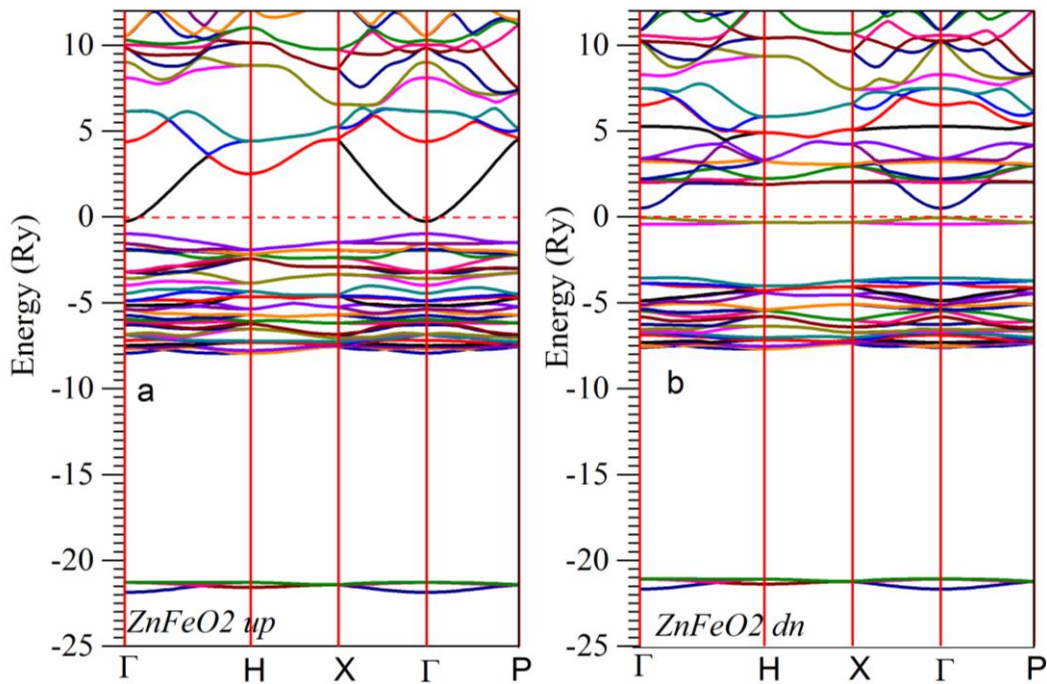 10
5
0
-5
-10
-15
-20
-25
Energy (Ry)
a
ZnFeO2 up
Γ H X Γ P
10
5
0
-5
-10
-15
-20
-25
Energy (Ry)
b
ZnFeO2 dn
Γ H X Γ P